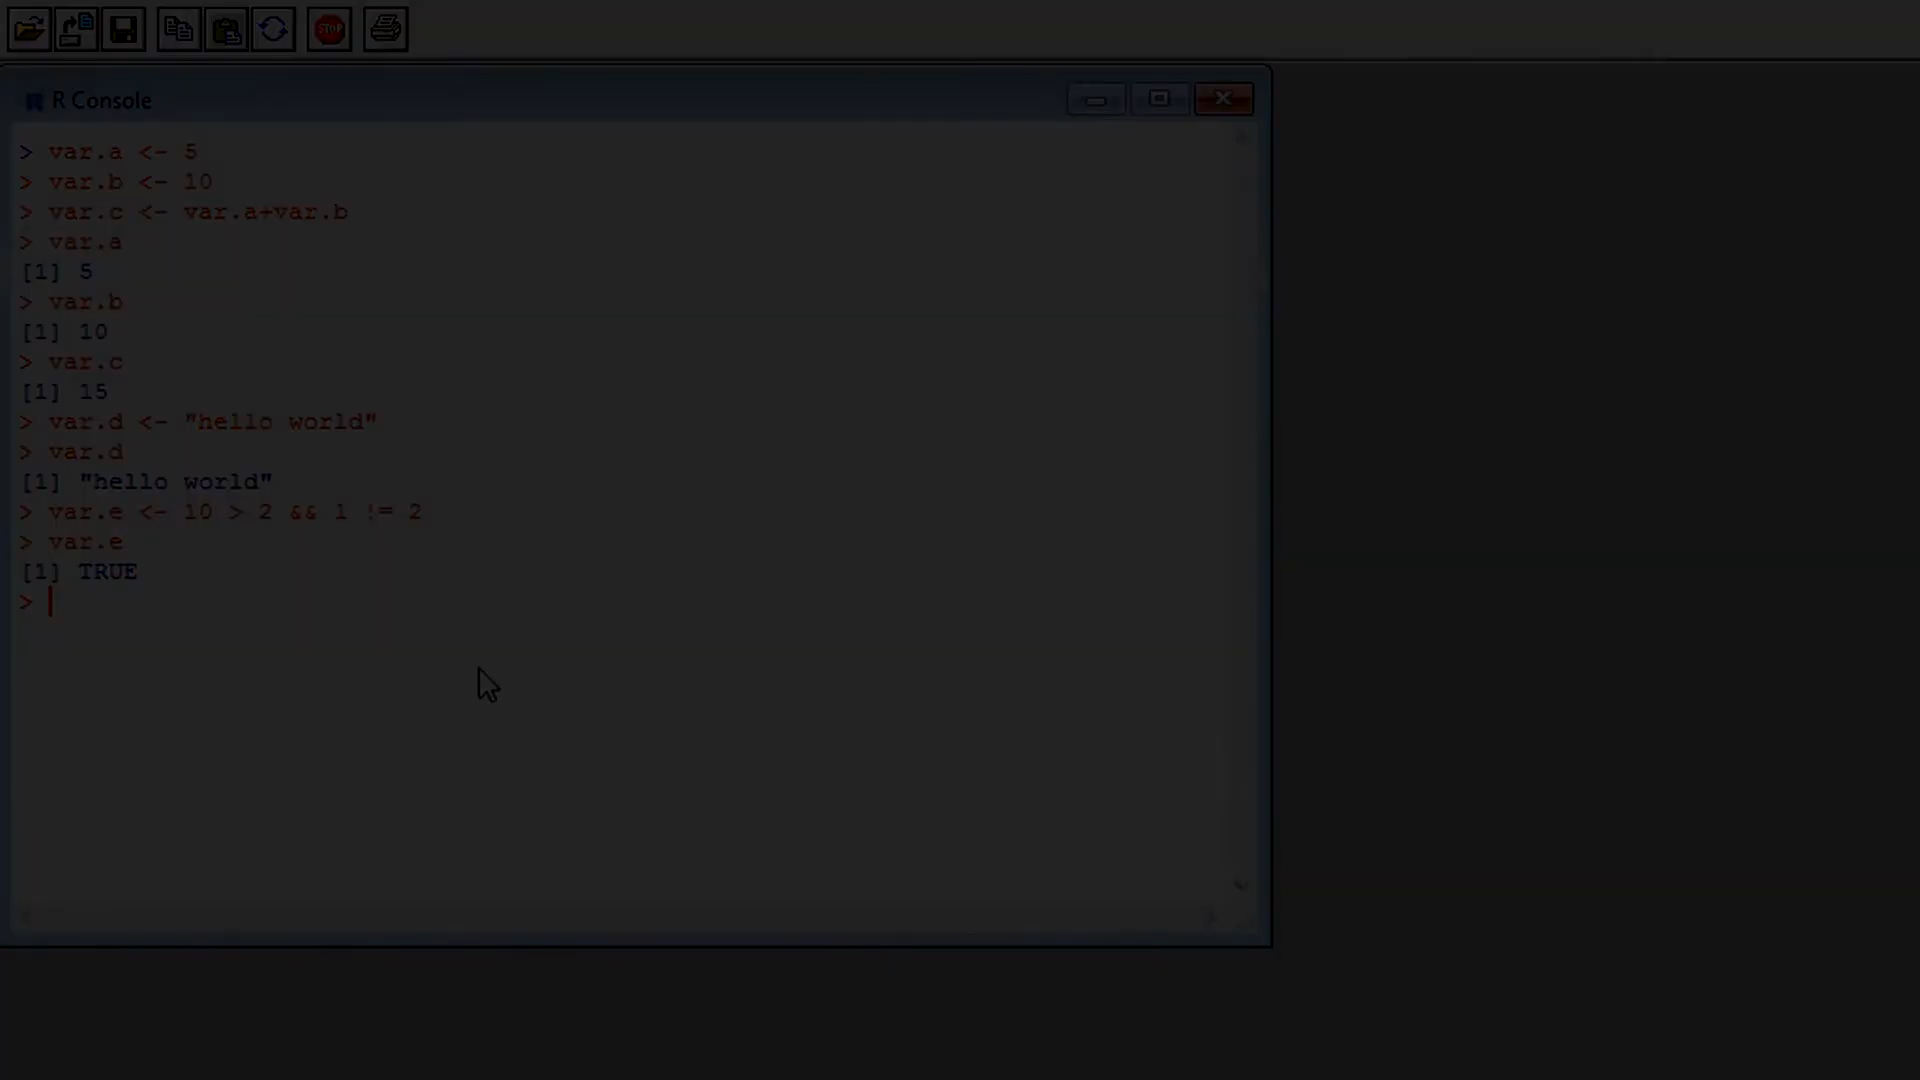 STOP
R Console
> var.a <- 5
> var.b <- 10
> var.c <- var.a+var.b
> var.a
[1] 5
> var.b
[1] 10
> var.c
[1] 15
> var.d <- "hello world"
> var.d
[1] "hello world"
> var.e <- 10 > 2 && 1 != 2
> var.e
[1] TRUE
>